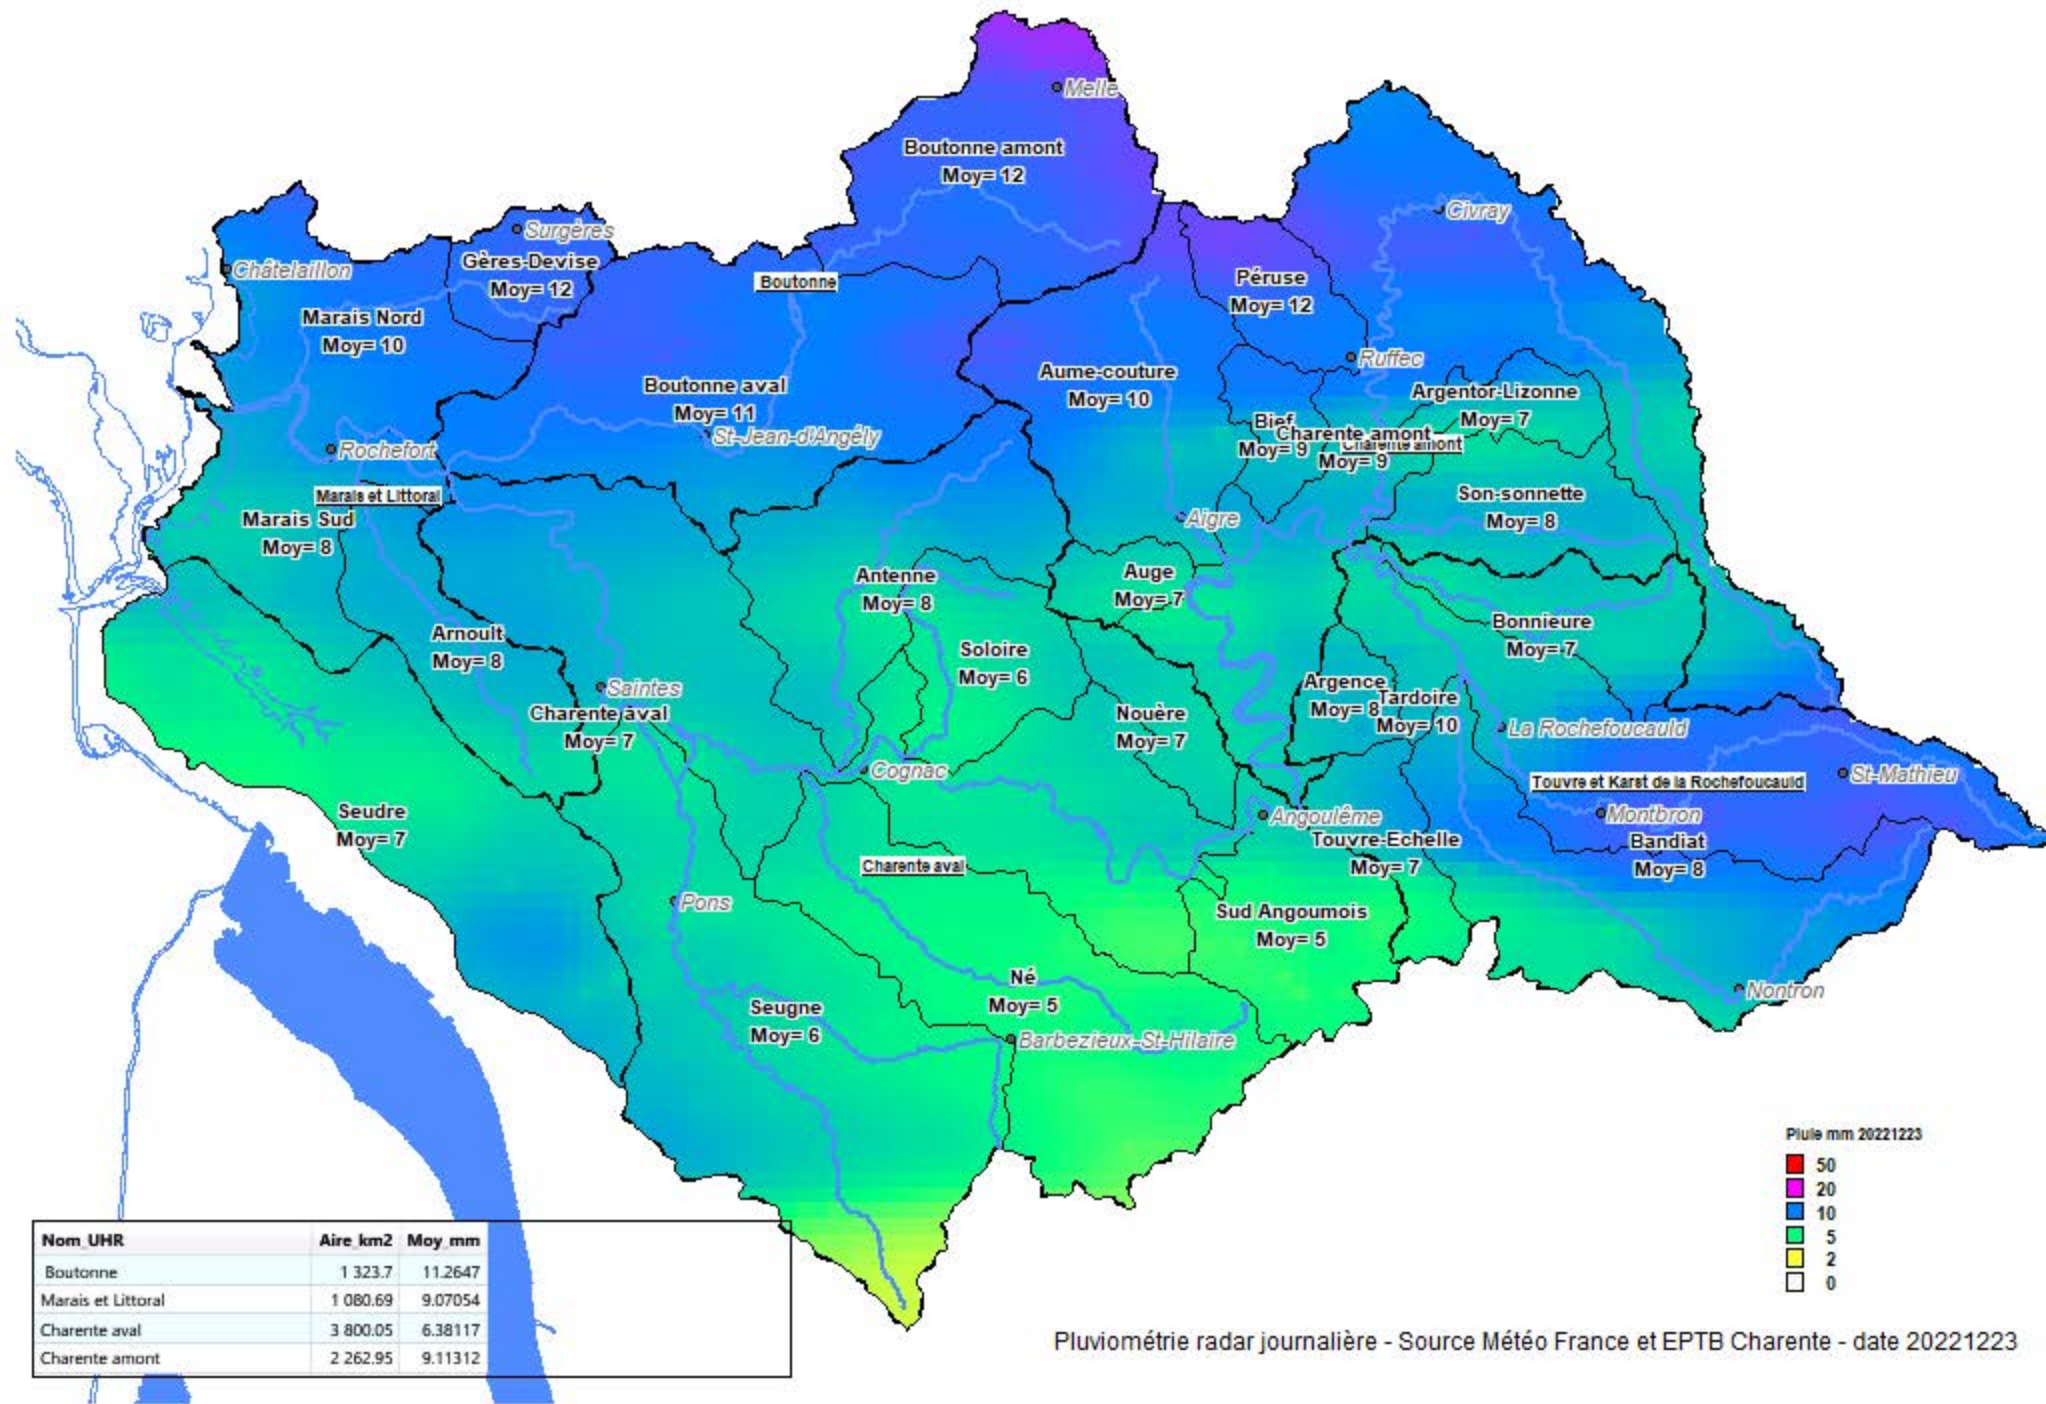 Melle
Boutonne amont
Moy= 12
Civray
Surgères
Gères-Devise
Moy= 12
Châtelaillon
Boutonne
Péruse
Moy= 12
Marais Nord
Moy= 10
Ruffec
Aume-couture
Moy= 10
Boutonne aval
Moy= 11
St-Jean-d'Angély
Argentor-Lizonne
Moy= 7
Bief
Moy= 9
Charente amont
Moy= 9
Charente amont
Rochefort
Marais et Littoral
Marais Sud
Moy= 8
Son-sonnette
Moy= 8
Aigre
Antenne
Moy= 8
Auge
Moy= 7
Arnoult
Moy= 8
Soloire
Moy= 6
Bonnieure
Moy= 7
Saintes
Charente aval
Moy= 7
Nouère
Moy= 7
Argence
Moy= 8
Tardoire
Moy= 10
La Rochefoucauld
Cognac
Touvre et Karst de la Rochefoucauld
St-Mathieu
Seudre
Moy= 7
Angoulême
Montbron
Touvre-Echelle
Moy= 7
Bandiat
Moy= 8
Charente aval
Pons
Sud Angoumois
Moy= 5
Né
Moy= 5
Nontron
Seugne
Moy= 6
Barbezieux-St-Hilaire
Pluie mm 20221223
50
20
10
5
2
0
Nom_UHR Aire_km2 Moy_mm
Boutonne 1 323.7 11.2647
Marais et Littoral 1 080.69 9.07054
Charente aval 3 800.05 6.38117
Charente amont 2 262.95 9.11312
Pluviométrie radar journalière - Source Météo France et EPTB Charente - date 20221223